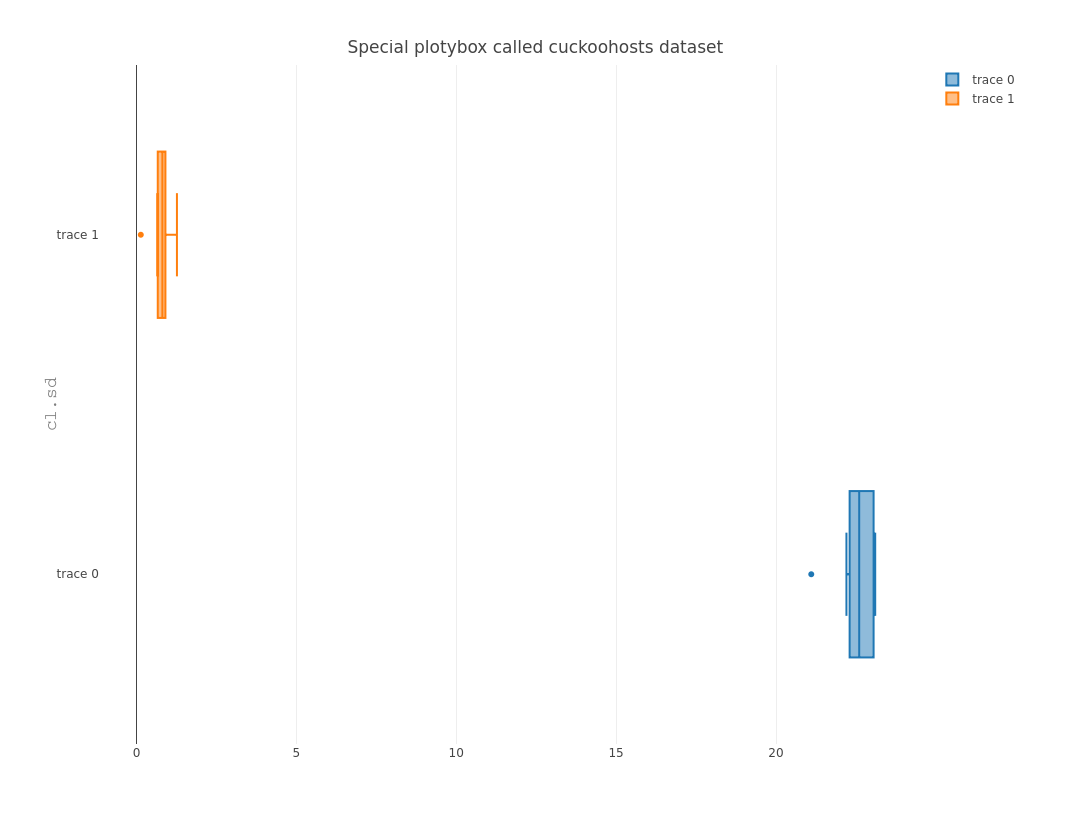 Special plotybox called cuckoohosts dataset
trace 0
trace 1
trace 1
cl.sd
trace 0
0 5 10 15 20